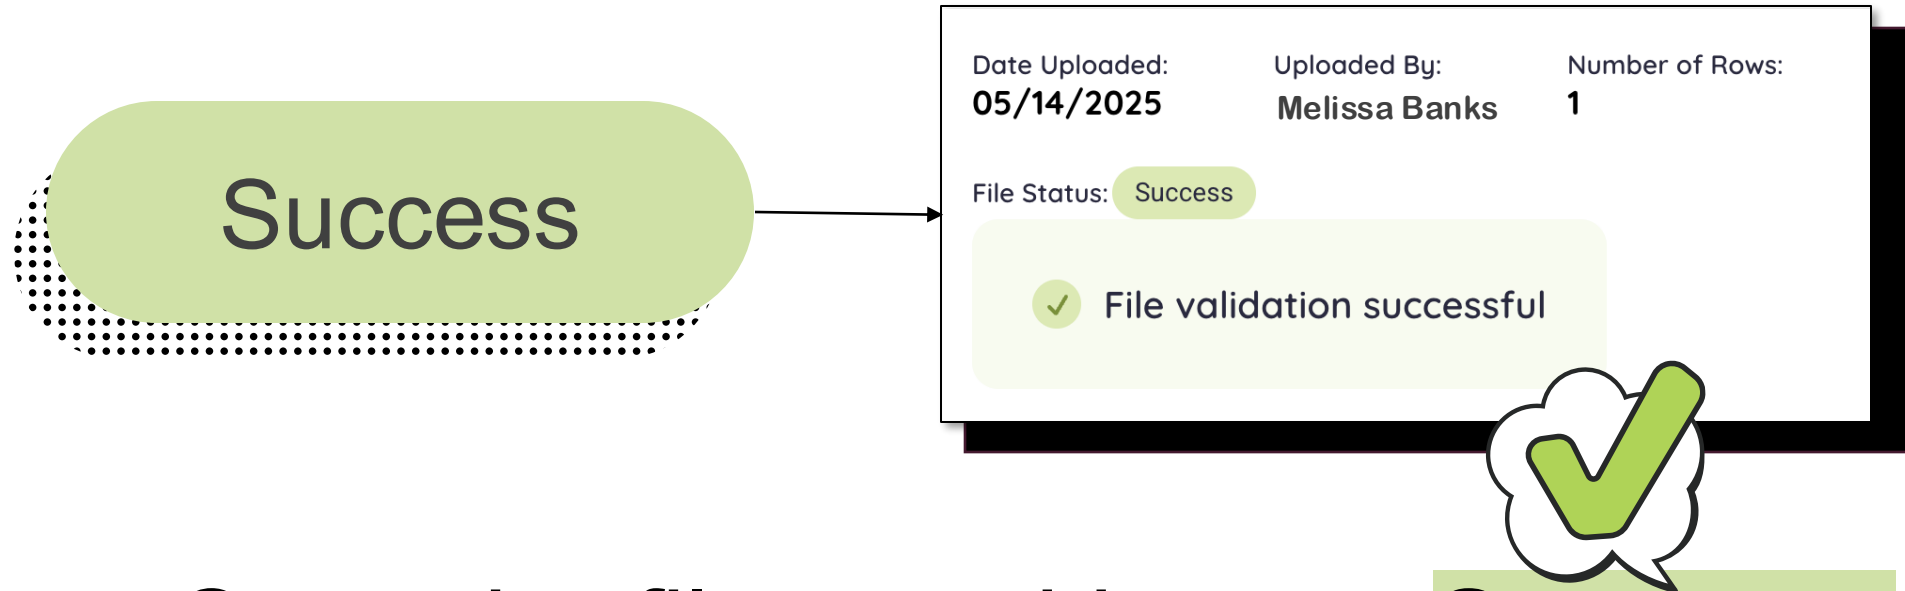 Success
Date Uploaded: Uploaded By: Number of Rows:
05/14/2025 Melissa Banks 1
File Status: Success
File validation successful